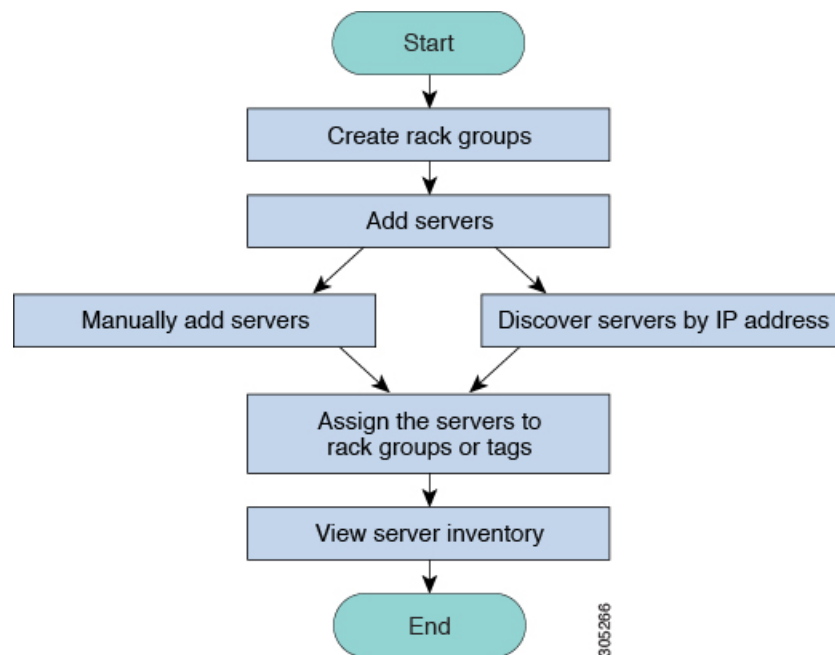 Start
Create rack groups
Add servers
Manually add servers
Discover servers by IP address
Assign the servers to
rack groups or tags
View server inventory
End
305266